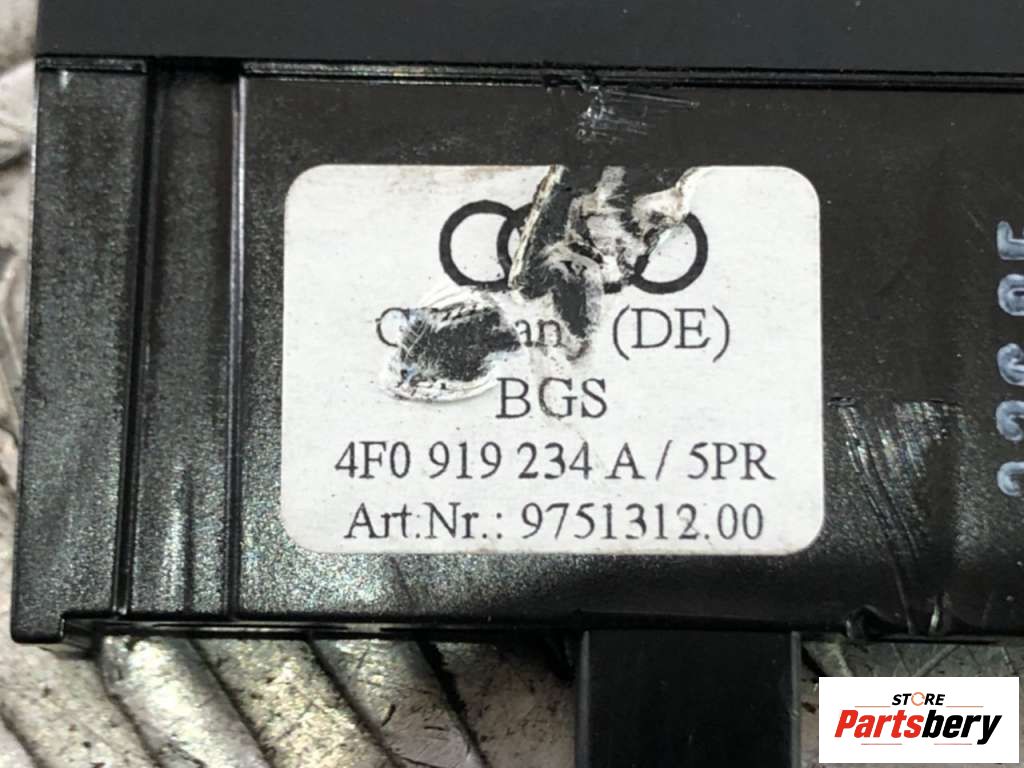 (DE)
BGS
4F0 919 234 A / 5PR
Art.Nr.: 9751312.00
STORE
Partsbery